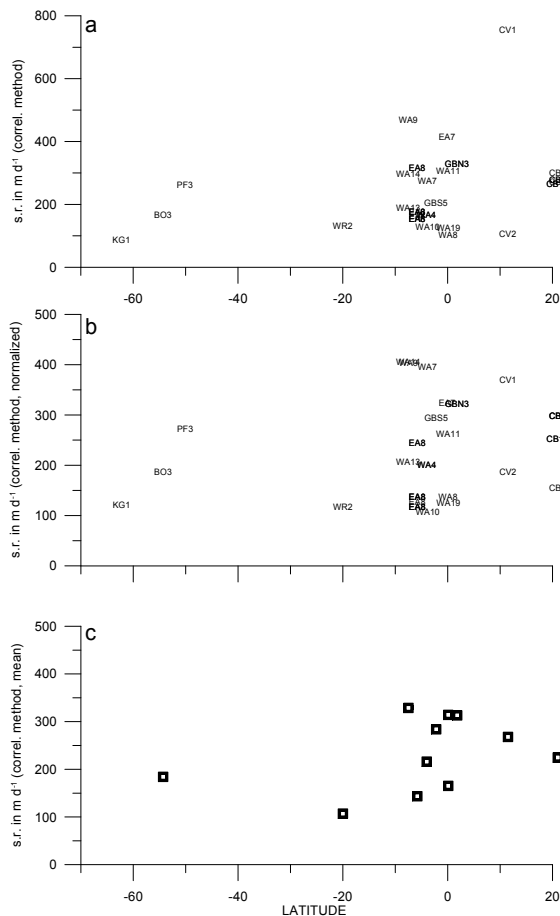 a
s.r. in m d⁻¹ (correl. method)
800
600
400
200
0
CV1
WA9
EA7
GBN3
EA8
WA14
WA11
WA7
PF3
GBS5
WA13
BO3
WA4
EA8
WR2
WA10
WA19
WA8
CV2
KG1
CB
-60
-40
-20
0
20
b
s.r. in m d⁻¹ (correl. method, normalized)
500
400
300
200
100
0
WA14
WA7
CV1
GBN3
GBS5
CB
PF3
WA11
EA8
WA13
WA4
BO3
CV2
CB
EA8
WA8
KG1
WR2
EA8
WA19
WA10
-60
-40
-20
0
20
c
s.r. in m d⁻¹ (correl. method, mean)
500
400
300
200
100
0
-60
-40
-20
0
20
LATITUDE